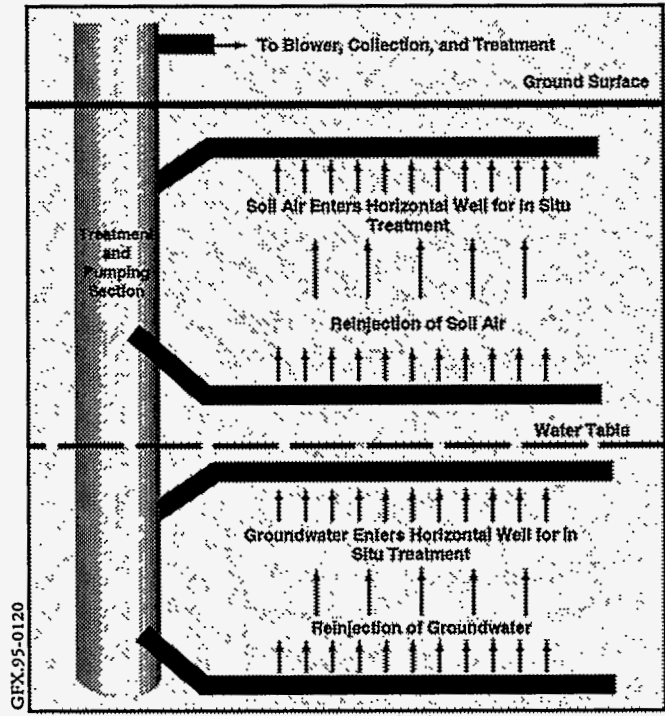 To Blower, Collection, and Treatment
Ground Surface
Soil Air Enters Horizontal Well for In Situ
Treatment
Treatment
and
Pumping
Section
Reinjection of Soil Air
Water Table
Groundwater Enters Horizontal Well for In
Situ Treatment
Reinjection of Groundwater
GFX.95-0120